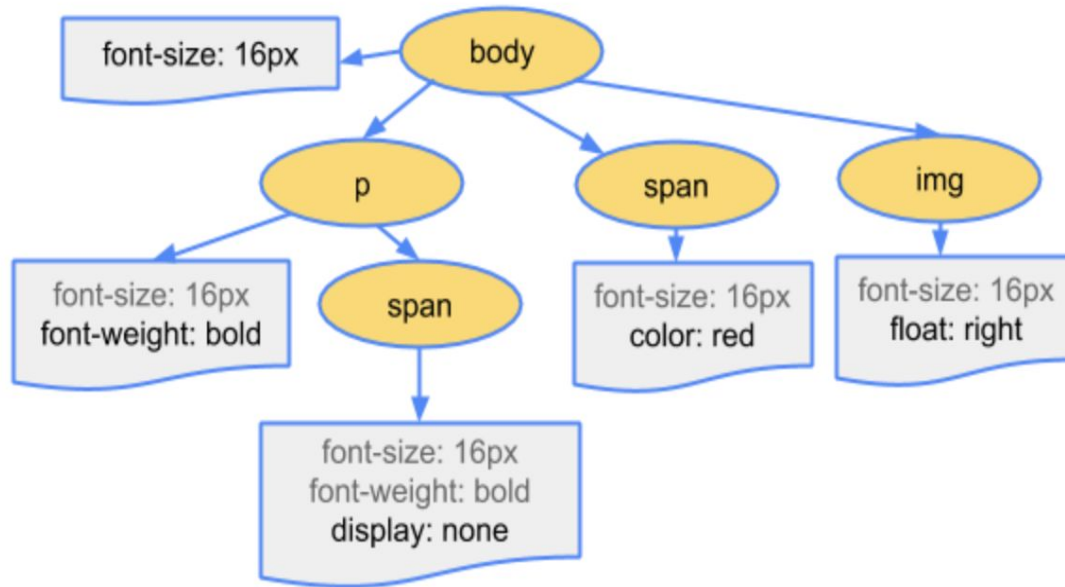 font-size: 16px
body
p
span
img
font-size: 16px
font-weight: bold
span
font-size: 16px
color: red
font-size: 16px
float: right
font-size: 16px
font-weight: bold
display: none